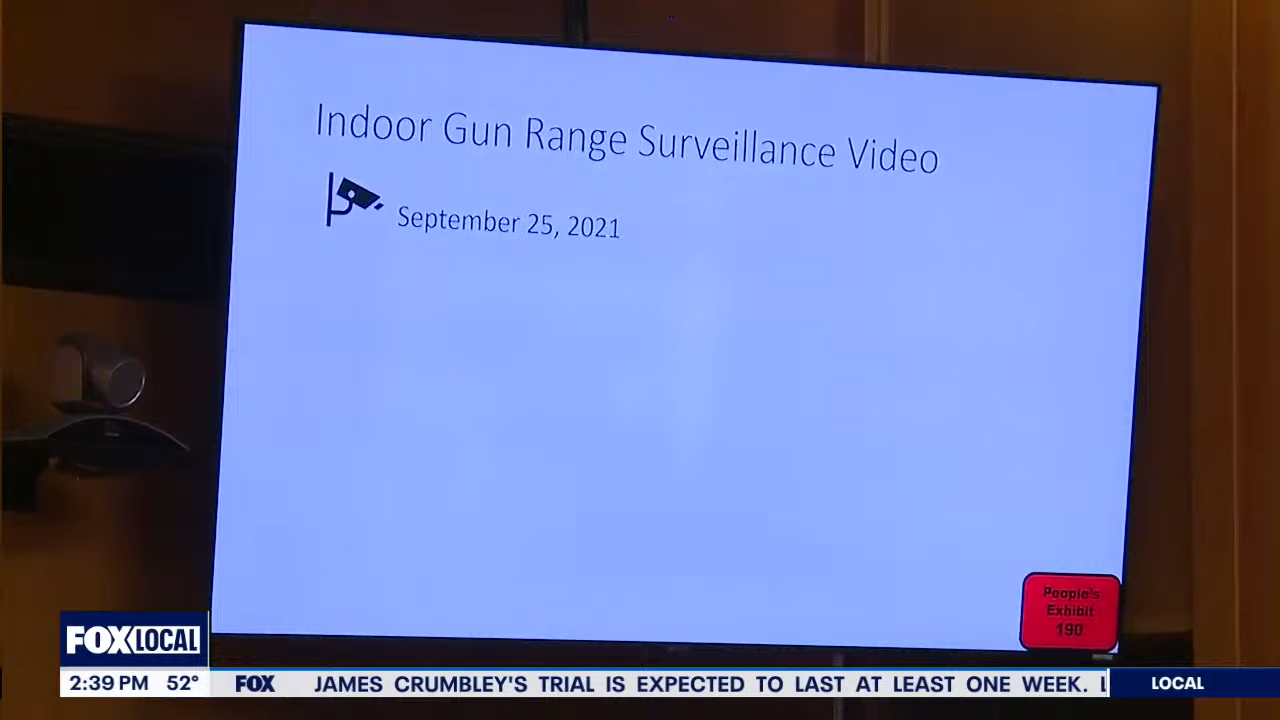 Indoor Gun Range Surveillance Video
September 25, 2021
People's
Exhibit
190
FOX LOCAL
2:39 PM 52°
FOX
JAMES CRUMBLEY'S TRIAL IS EXPECTED TO LAST AT LEAST ONE WEEK.
LOCAL